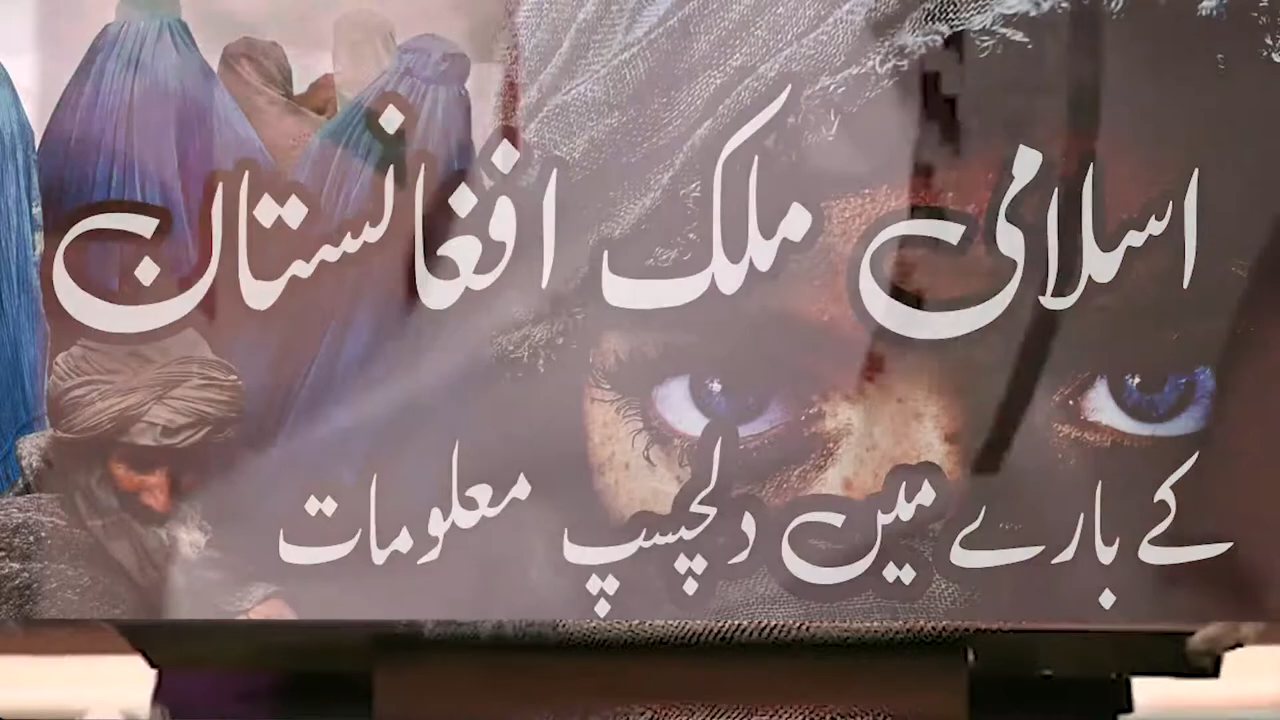 اسلامی ملک افغانستان
کے بارے میں دلچسپ معلومات